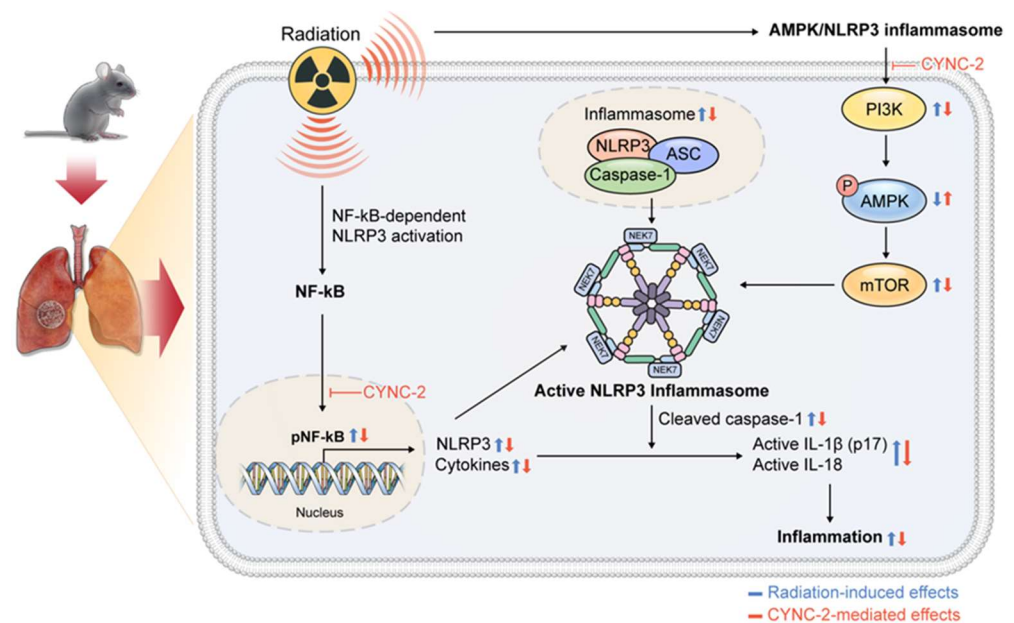 Radiation
AMPK/NLRP3 inflammasome
CYNC-2
PI3K
P
AMPK
mTOR
Inflammasome
NLRP3
ASC
Caspase-1
NF-kB-dependent
NLRP3 activation
NF-kB
NEK7
NEK7
NEK7
NEK7
NEK7
NEK7
Active NLRP3 Inflammasome
CYNC-2
pNF-kB
Nucleus
NLRP3
Cytokines
Cleaved caspase-1
Active IL-1β (p17)
Active IL-18
Inflammation
Radiation-induced effects
CYNC-2-mediated effects